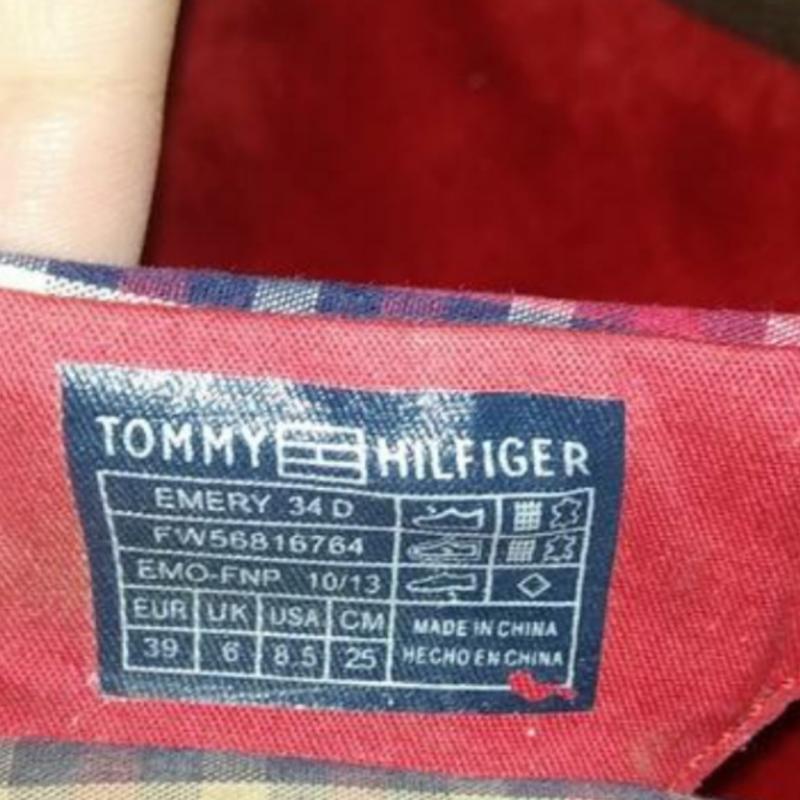 TOMMY HILFIGER
EMERY 34 D
FW56816764
EMO-FNP 10/13
EUR UK USA CM
39 6 8.5 25
MADE IN CHINA
HECHO EN CHINA